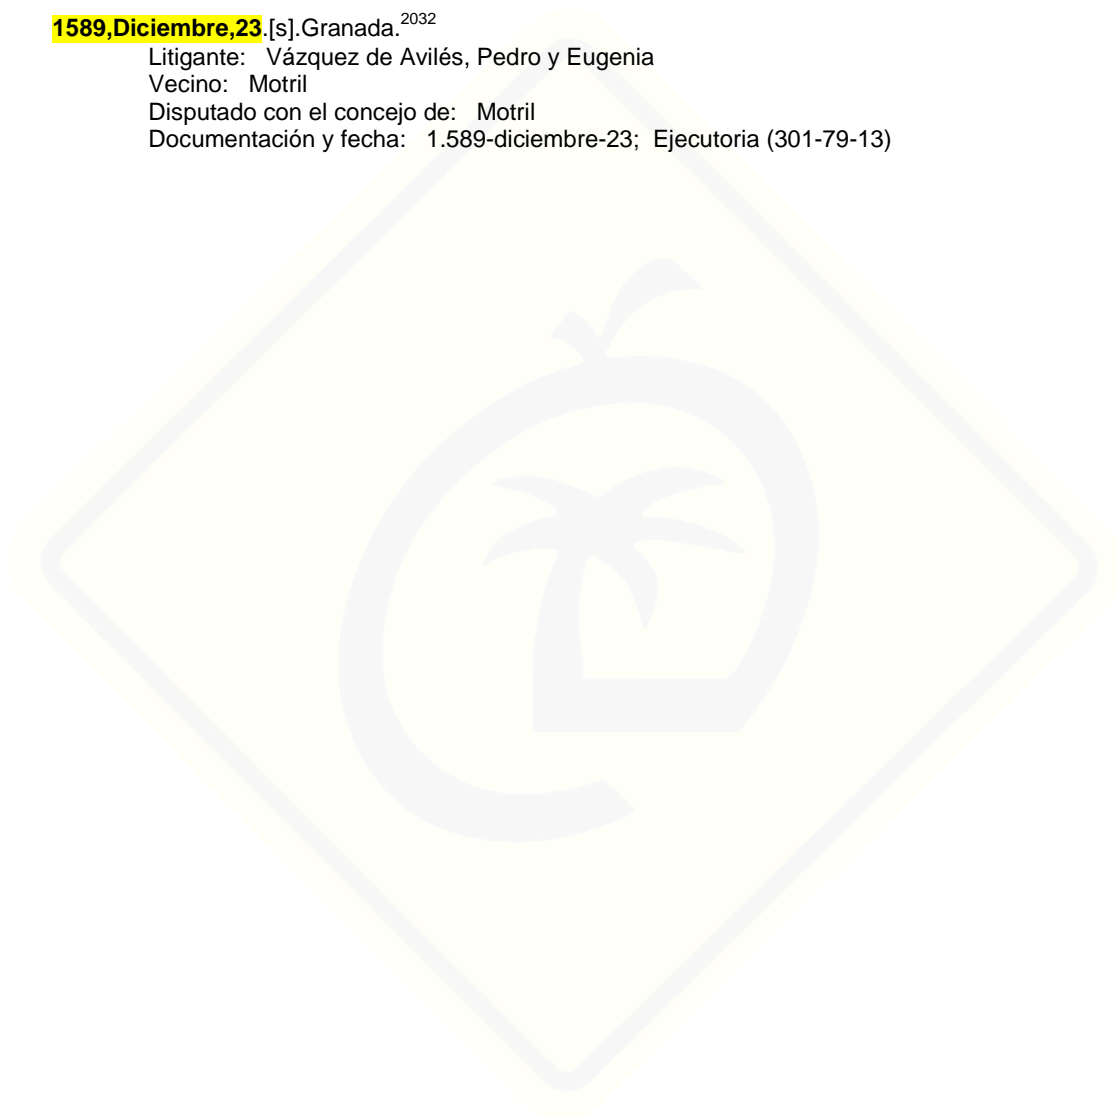 1589,Diciembre,23.[s].Granada.2032
Litigante: Vázquez de Avilés, Pedro y Eugenia
Vecino: Motril
Disputado con el concejo de: Motril
Documentación y fecha: 1.589-diciembre-23; Ejecutoria (301-79-13)